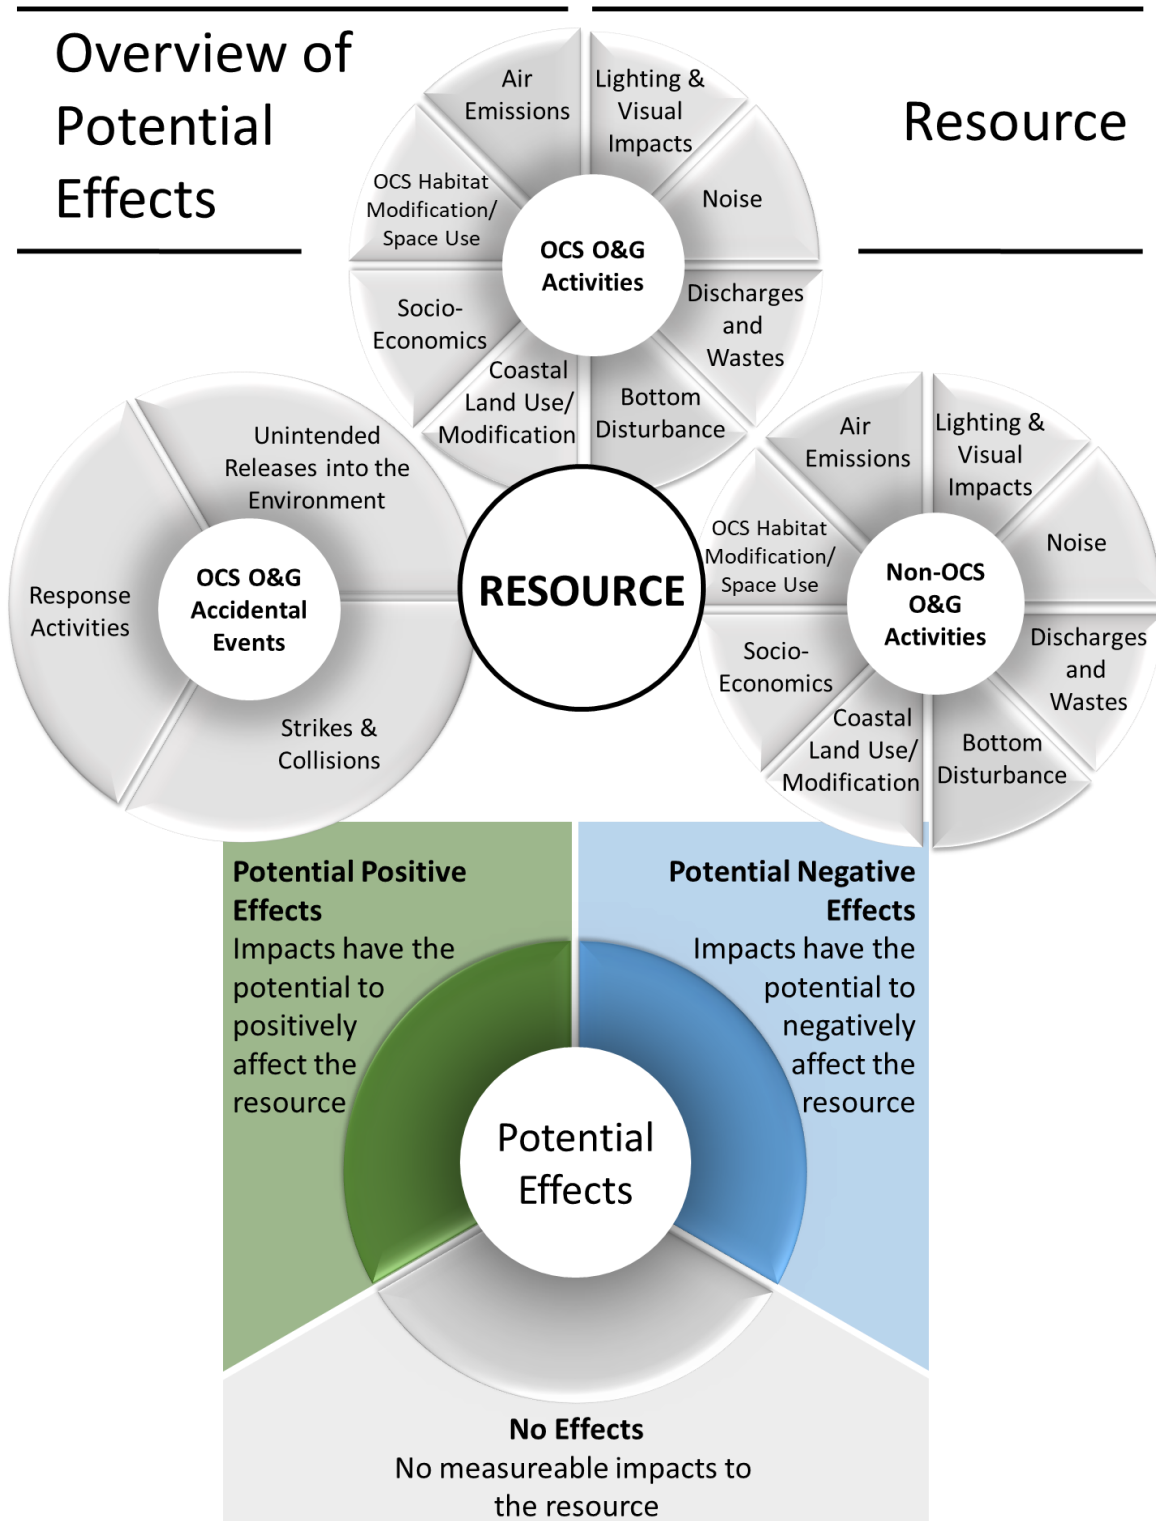 Overview of
Potential
Effects
Resource
Air
Emissions
Lighting &
Visual
Impacts
Noise
Discharges
and
Wastes
Bottom
Disturbance
Coastal
Land Use/
Modification
Socio-
Economics
OCS Habitat
Modification/
Space Use
OCS O&G
Activities
Unintended
Releases into the
Environment
Strikes &
Collisions
Response
Activities
OCS O&G
Accidental
Events
RESOURCE
Air
Emissions
Lighting &
Visual
Impacts
Noise
Discharges
and
Wastes
Bottom
Disturbance
Coastal
Land Use/
Modification
Socio-
Economics
OCS Habitat
Modification/
Space Use
Non-OCS
O&G
Activities
Potential Positive
Effects
Impacts have the
potential to
positively
affect the
resource
Potential Negative
Effects
Impacts have the
potential to
negatively
affect the
resource
Potential
Effects
No Effects
No measureable impacts to
the resource